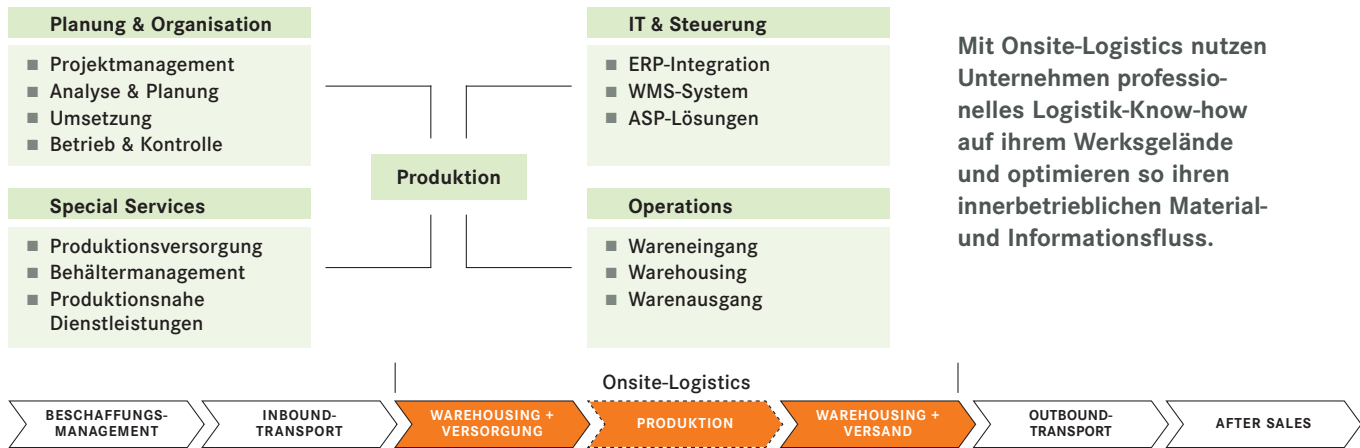 Planung & Organisation
Projektmanagement
Analyse & Planung
Umsetzung
Betrieb & Kontrolle
Special Services
Produktionsversorgung
Behältermanagement
Produktionsnahe
Dienstleistungen
Produktion
IT & Steuerung
ERP-Integration
WMS-System
ASP-Lösungen
Operations
Wareneingang
Warehousing
Warenausgang
Mit Onsite-Logistics nutzen
Unternehmen professio-
nelles Logistik-Know-how
auf ihrem Werksgelände
und optimieren so ihren
innerbetrieblichen Material-
und Informationsfluss.
Onsite-Logistics
BESCHAFFUNGS-
MANAGEMENT
INBOUND-
TRANSPORT
WAREHOUSING +
VERSORGUNG
PRODUKTION
WAREHOUSING +
VERSAND
OUTBOUND-
TRANSPORT
AFTER SALES